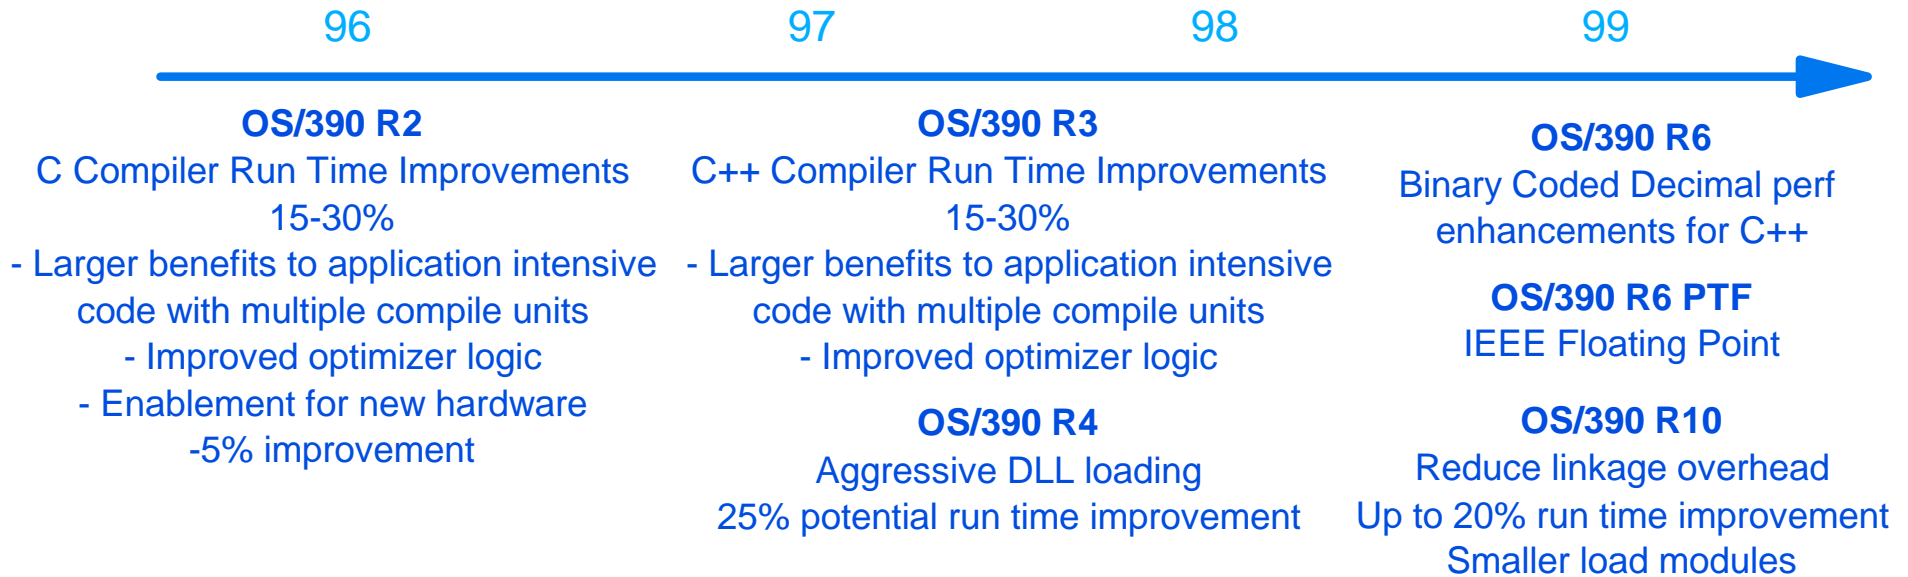 96 97 98 99
OS/390 R2
C Compiler Run Time Improvements
15-30%
- Larger benefits to application intensive
code with multiple compile units
- Improved optimizer logic
- Enablement for new hardware
-5% improvement
OS/390 R3
C++ Compiler Run Time Improvements
15-30%
- Larger benefits to application intensive
code with multiple compile units
- Improved optimizer logic
OS/390 R4
Aggressive DLL loading
25% potential run time improvement
OS/390 R6
Binary Coded Decimal perf
enhancements for C++
OS/390 R6 PTF
IEEE Floating Point
OS/390 R10
Reduce linkage overhead
Up to 20% run time improvement
Smaller load modules